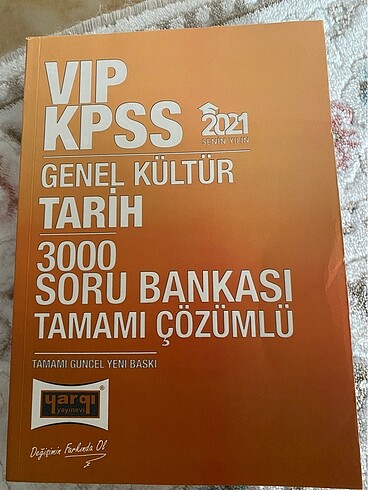 VIP
KPSS
2021
SENİN YILIN
GENEL KÜLTÜR
TARİH
3000
SORU BANKASI
TAMAMI ÇÖZÜMLÜ
TAMAMI GÜNCEL YENİ BASKI
yargı
yayınevi
®
Değişimin Farkında Ol